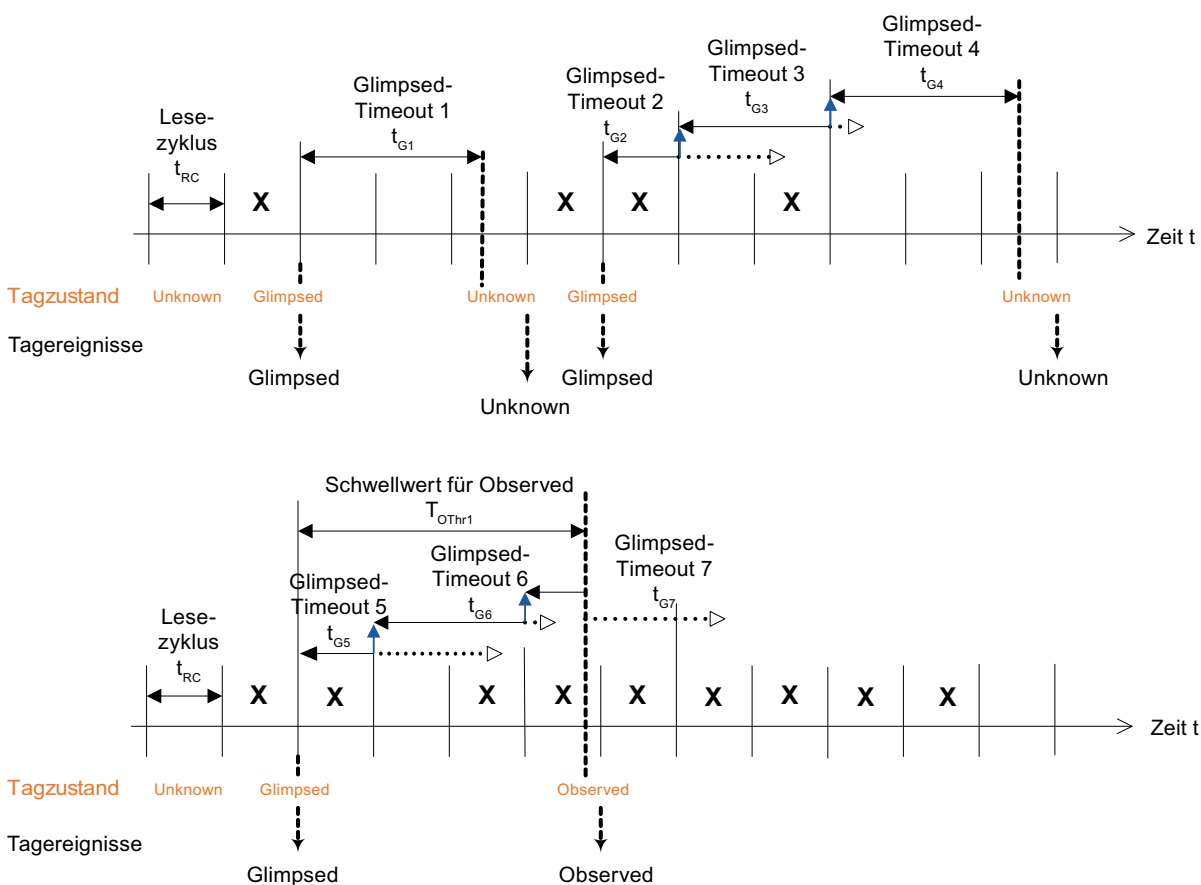 Lese-
zyklus
tRC
Glimpsed-
Timeout 1
tG1
Glimpsed-
Timeout 2
tG2
Glimpsed-
Timeout 3
tG3
Glimpsed-
Timeout 4
tG4
X X X X
Zeit t
Tagzustand Unknown Glimpsed Unknown Glimpsed Unknown
Tagereignisse
Glimpsed Unknown Glimpsed Unknown
Schwellwert für Observed
TOThr1
Lese-
zyklus
tRC
Glimpsed-
Timeout 5
tG5
Glimpsed-
Timeout 6
tG6
Glimpsed-
Timeout 7
tG7
X X X X X X X X X
Zeit t
Tagzustand Unknown Glimpsed Observed
Tagereignisse
Glimpsed Observed